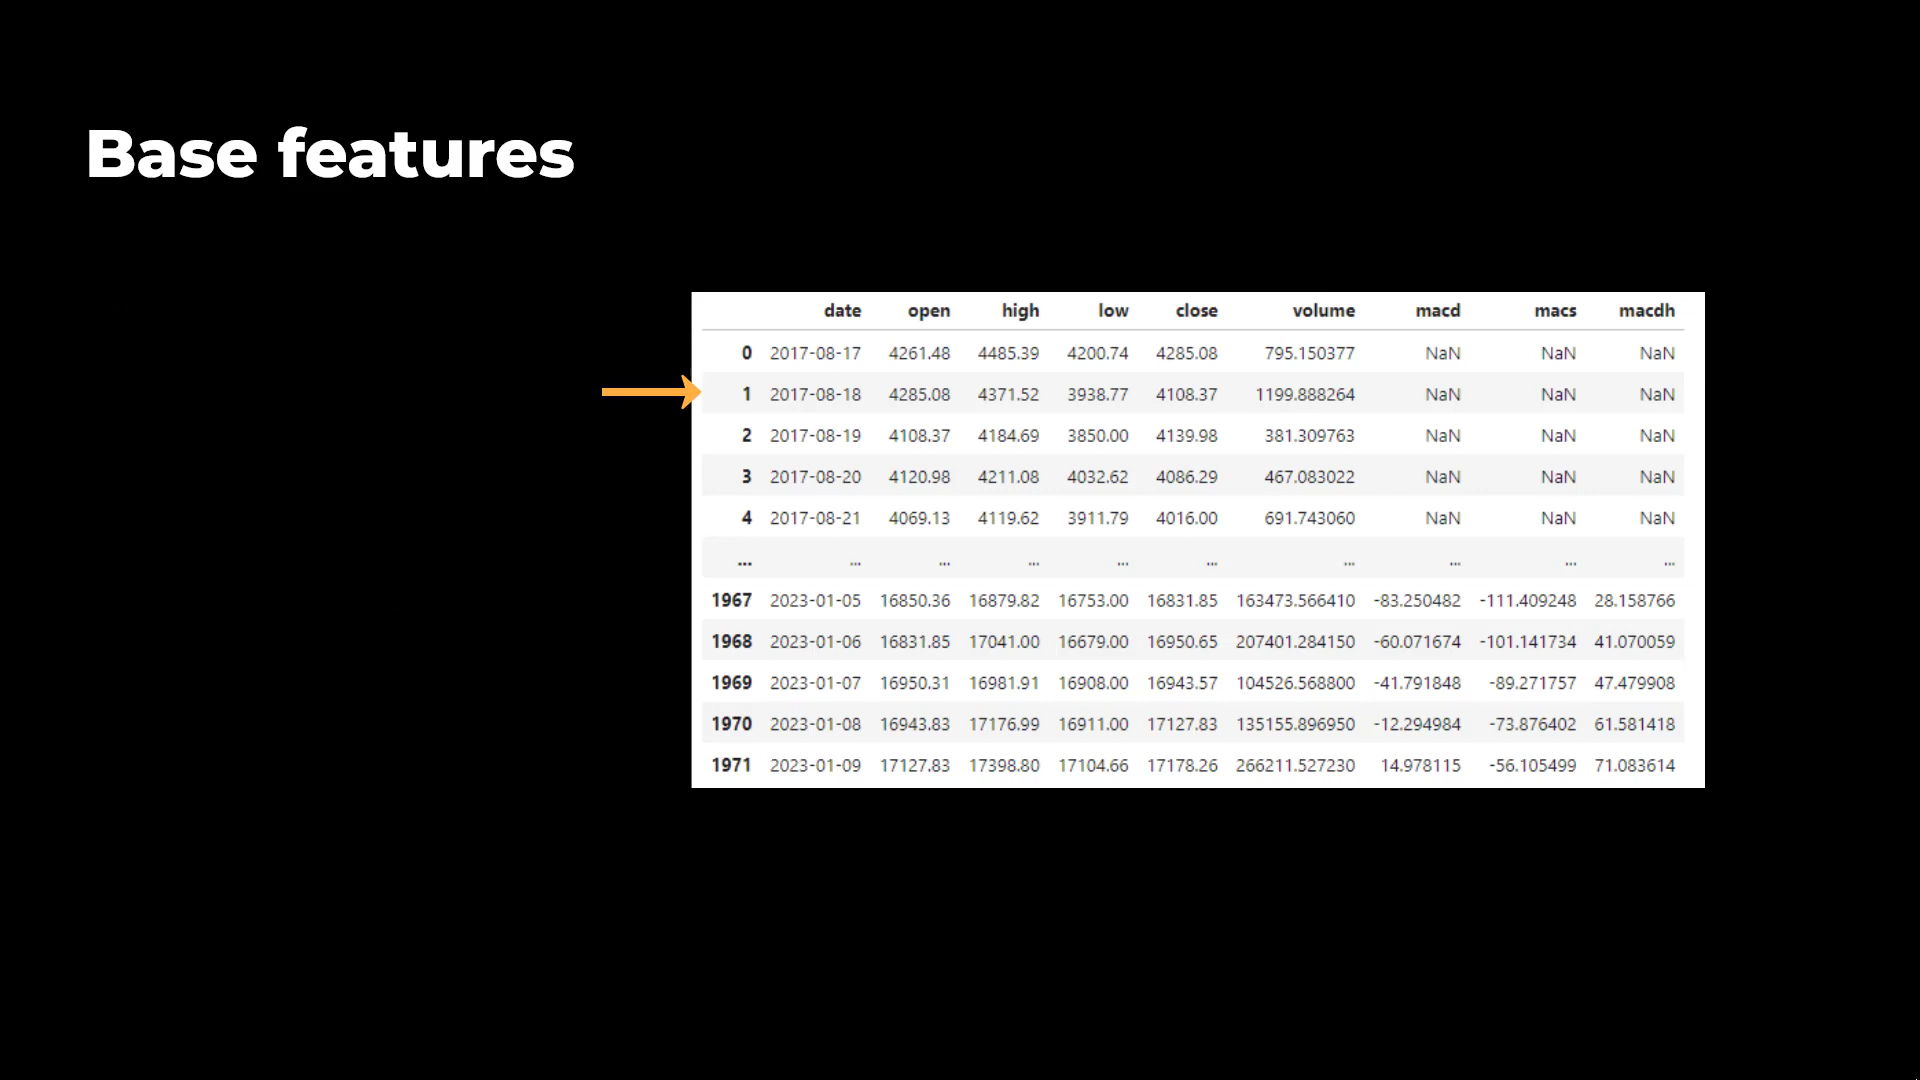 Base features
date open high low close volume macd macs macdh
0 2017-08-17 4261.48 4485.39 4200.74 4285.08 795.150377 NaN NaN NaN
1 2017-08-18 4285.08 4371.52 3938.77 4108.37 1199.888264 NaN NaN NaN
2 2017-08-19 4108.37 4184.69 3850.00 4139.98 381.309763 NaN NaN NaN
3 2017-08-20 4120.98 4211.08 4032.62 4086.29 467.083022 NaN NaN NaN
4 2017-08-21 4069.13 4119.62 3911.79 4016.00 691.743060 NaN NaN NaN
... ... ... ... ... ... ... ... ... ...
1967 2023-01-05 16850.36 16879.82 16753.00 16831.85 163473.566410 -83.250482 -111.409248 28.158766
1968 2023-01-06 16831.85 17041.00 16679.00 16950.65 207401.284150 -60.071674 -101.141734 41.070059
1969 2023-01-07 16950.31 16981.91 16908.00 16943.57 104526.568800 -41.791848 -89.271757 47.479908
1970 2023-01-08 16943.83 17176.99 16911.00 17127.83 135155.896950 -12.294984 -73.876402 61.581418
1971 2023-01-09 17127.83 17398.80 17104.66 17178.26 266211.527230 14.978115 -56.105499 71.083614